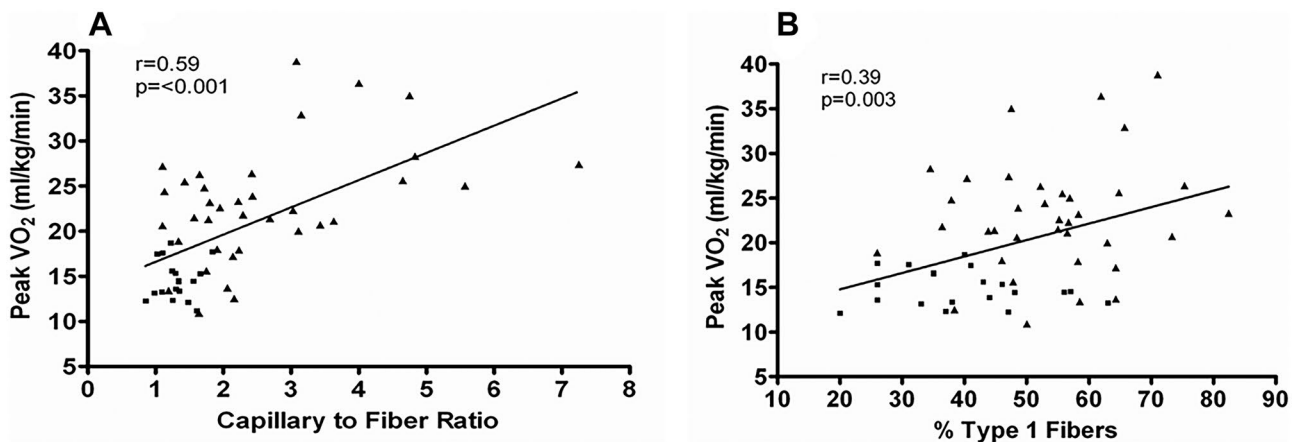 A
r=0.59
p=<0.001
Peak VO₂ (ml/kg/min)
40
35
30
25
20
15
10
5
0 1 2 3 4 5 6 7 8
Capillary to Fiber Ratio
B
r=0.39
p=0.003
Peak VO₂ (ml/kg/min)
40
35
30
25
20
15
10
5
10 20 30 40 50 60 70 80 90
% Type 1 Fibers